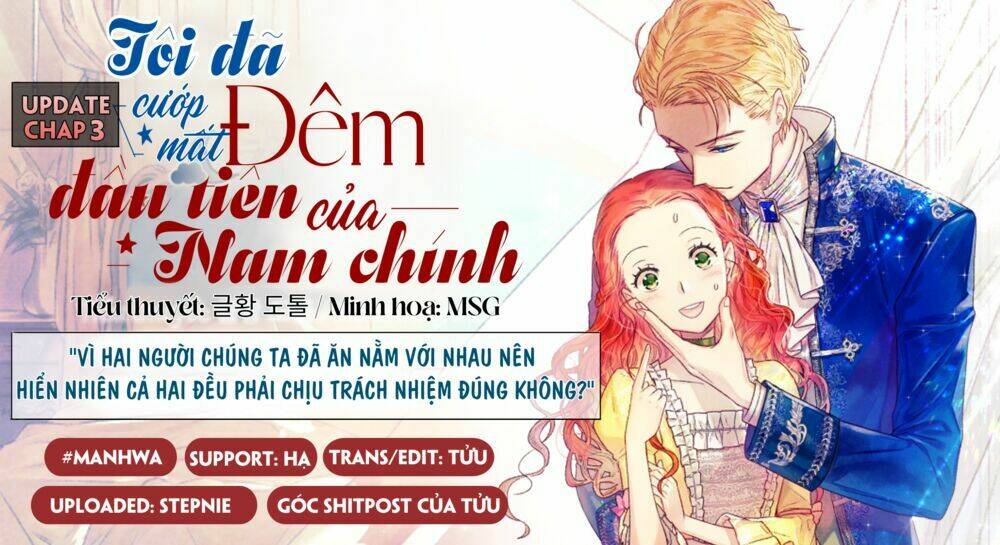 Tôi đã
UPDATE
CHAP 3
cướp
mất Đêm
đầu tiên của
Nam chính
Tiểu thuyết: 글황 도톨 / Minh hoạ: MSG
"VÌ HAI NGƯỜI CHÚNG TA ĐÃ ĂN NẰM VỚI NHAU NÊN
HIỂN NHIÊN CẢ HAI ĐỀU PHẢI CHỊU TRÁCH NHIỆM ĐÚNG KHÔNG?"
#MANHWA
SUPPORT: HẠ
TRANS/EDIT: TỬU
UPLOADED: STEPNIE
GÓC SHITPOST CỦA TỬU